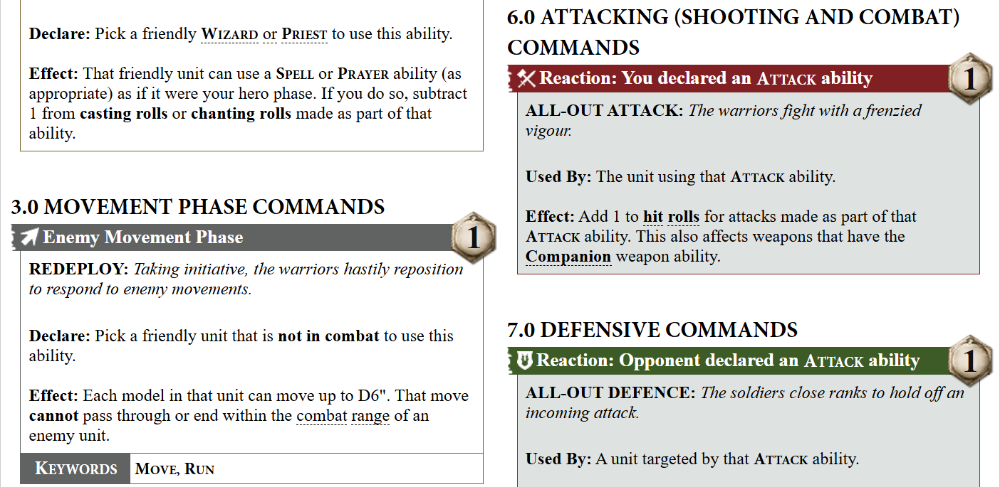 Declare: Pick a friendly WIZARD or PRIEST to use this ability.
Effect: That friendly unit can use a SPELL or PRAYER ability (as
appropriate) as if it were your hero phase. If you do so, subtract
1 from casting rolls or chanting rolls made as part of that
ability.
3.0 MOVEMENT PHASE COMMANDS
Enemy Movement Phase
1
REDEPLOY: Taking initiative, the warriors hastily reposition
to respond to enemy movements.
Declare: Pick a friendly unit that is not in combat to use this
ability.
Effect: Each model in that unit can move up to D6". That move
cannot pass through or end within the combat range of an
enemy unit.
KEYWORDS MOVE, RUN
6.0 ATTACKING (SHOOTING AND COMBAT)
COMMANDS
Reaction: You declared an ATTACK ability
1
ALL-OUT ATTACK: The warriors fight with a frenzied
vigour.
Used By: The unit using that ATTACK ability.
Effect: Add 1 to hit rolls for attacks made as part of that
ATTACK ability. This also affects weapons that have the
Companion weapon ability.
7.0 DEFENSIVE COMMANDS
Reaction: Opponent declared an ATTACK ability
1
ALL-OUT DEFENCE: The soldiers close ranks to hold off an
incoming attack.
Used By: A unit targeted by that ATTACK ability.